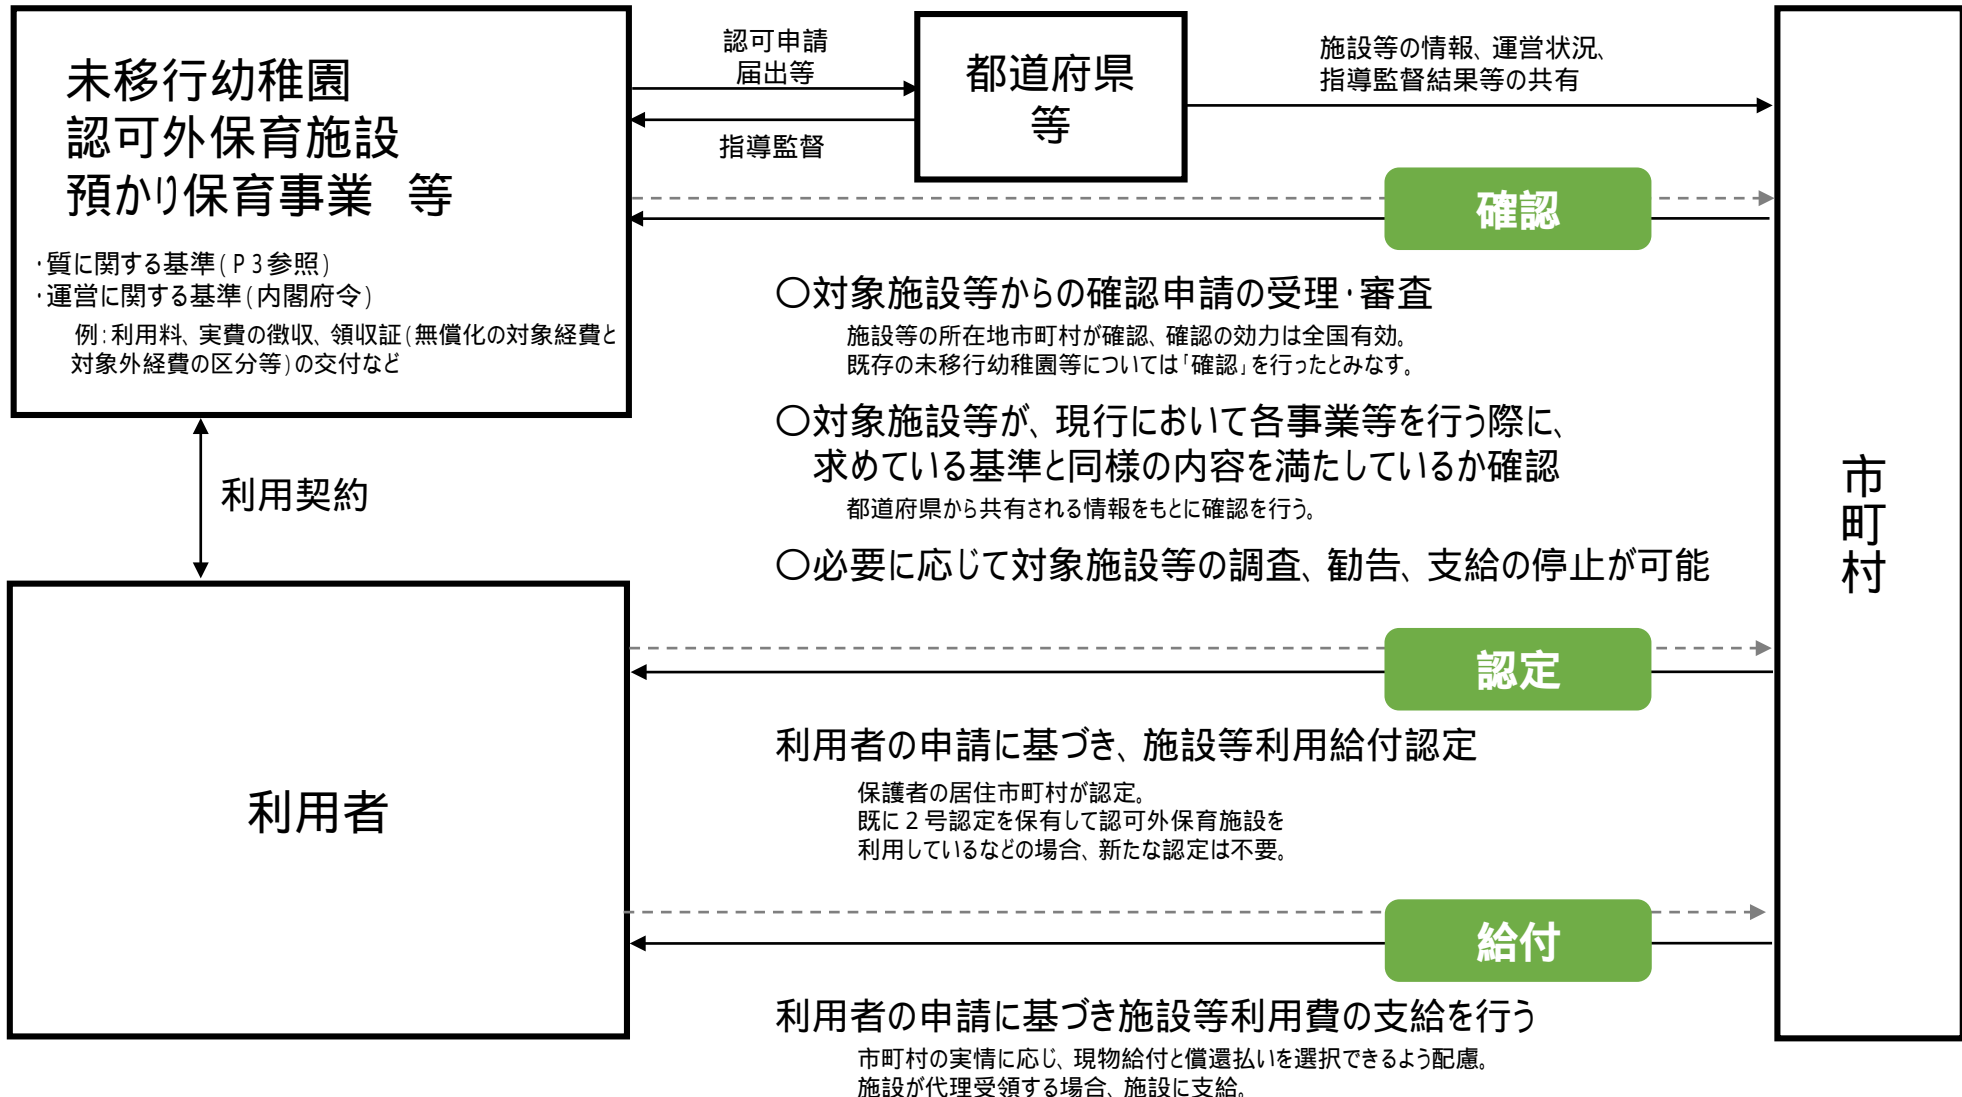 未移行幼稚園
認可外保育施設
預かり保育事業　等
・質に関する基準(P3参照)
・運営に関する基準(内閣府令)
例:利用料、実費の徴収、領収証(無償化の対象経費と
対象外経費の区分等)の交付など
認可申請
届出等
指導監督
都道府県
等
施設等の情報、運営状況、
指導監督結果等の共有
確認
〇対象施設等からの確認申請の受理・審査
施設等の所在地市町村が確認、確認の効力は全国有効。
既存の未移行幼稚園等については「確認」を行ったとみなす。
〇対象施設等が、現行において各事業等を行う際に、
求めている基準と同様の内容を満たしているか確認
都道府県から共有される情報をもとに確認を行う。
〇必要に応じて対象施設等の調査、勧告、支給の停止が可能
利用契約
市町村
利用者
認定
利用者の申請に基づき、施設等利用給付認定
保護者の居住市町村が認定。
既に2号認定を保有して認可外保育施設を
利用しているなどの場合、新たな認定は不要。
給付
利用者の申請に基づき施設等利用費の支給を行う
市町村の実情に応じ、現物給付と償還払いを選択できるよう配慮。
施設が代理受領する場合、施設に支給。